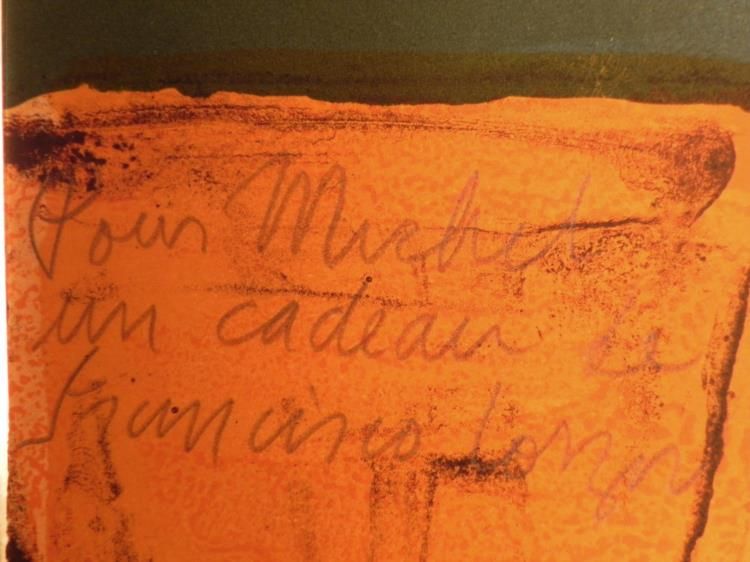 Pour Michel
un cadeau de
Francisco